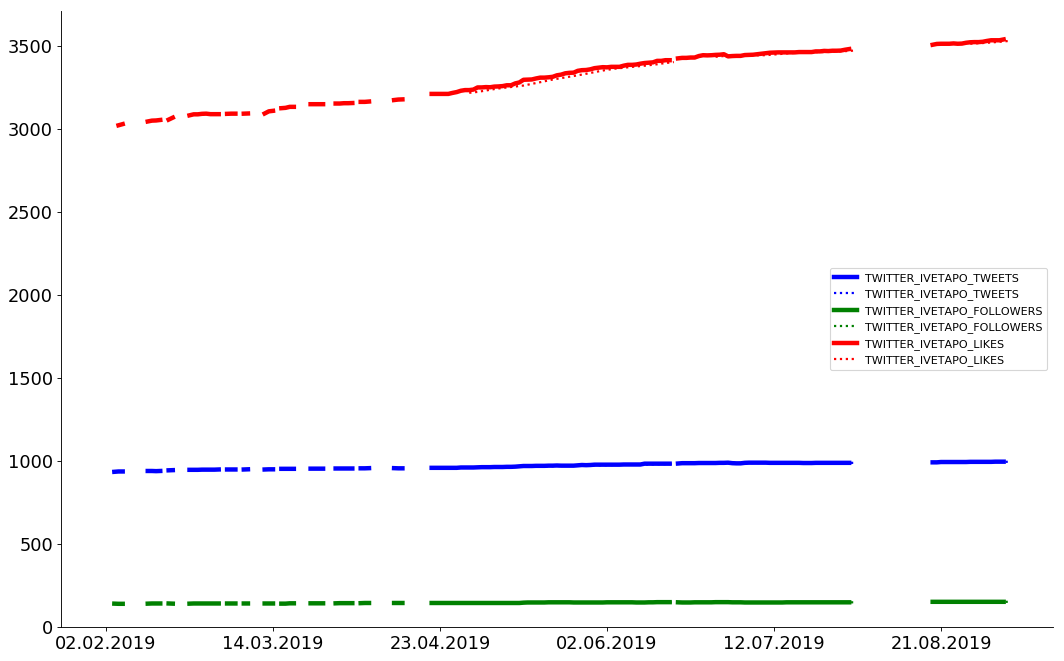 3500
3000
2500
2000
1500
1000
500
0
TWITTER_IVETAPO_TWEETS
TWITTER_IVETAPO_TWEETS
TWITTER_IVETAPO_FOLLOWERS
TWITTER_IVETAPO_FOLLOWERS
TWITTER_IVETAPO_LIKES
TWITTER_IVETAPO_LIKES
02.02.2019 14.03.2019 23.04.2019 02.06.2019 12.07.2019 21.08.2019